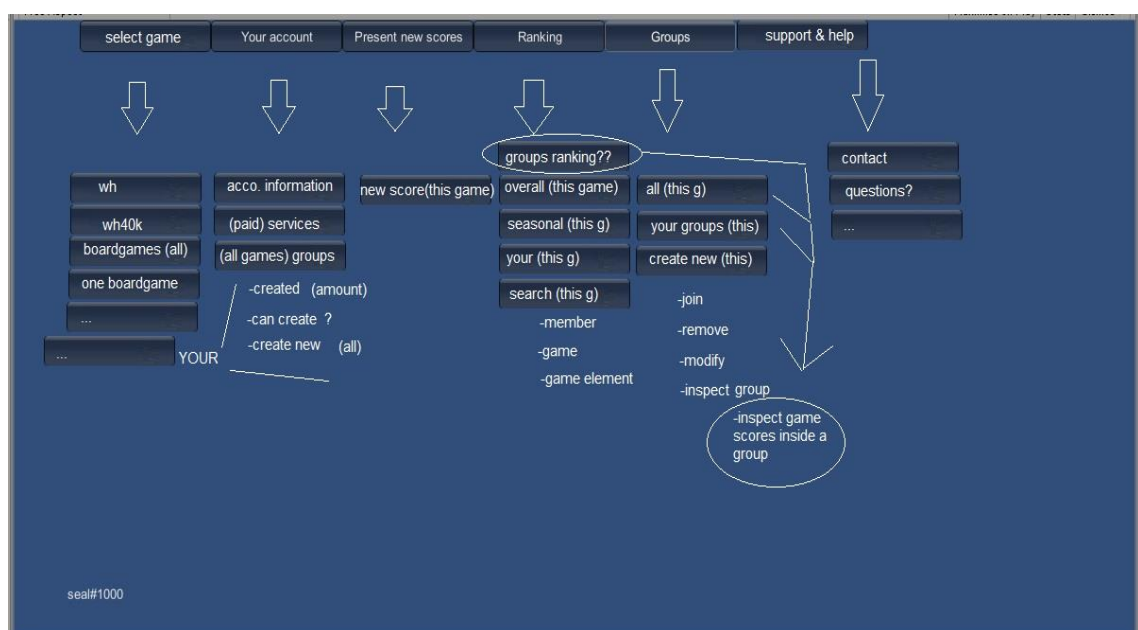 select game
Your account
Present new scores
Ranking
Groups
support & help
groups ranking??
contact
wh
acco. information
new score(this game)
overall (this game)
all (this g)
questions?
wh40k
(paid) services
seasonal (this g)
your groups (this)
...
boardgames (all)
(all games) groups
your (this g)
create new (this)
one boardgame
-created (amount)
search (this g)
-join
...
-can create ?
-member
-remove
...
YOUR
-create new (all)
-game
-modify
-game element
-inspect group
-inspect game
scores inside a
group
seal#1000